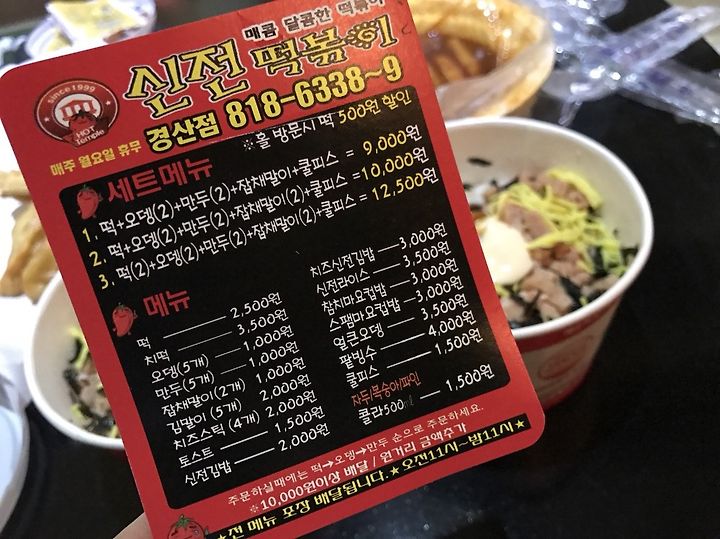 매콤 달콤한 떡볶이
신전 떡볶이
since1999
HOT
Temple
경산점 818-6338~9
매주 월요일 휴무
※홀 방문시 떡 500원 할인
세트메뉴
1. 떡+오뎅(2)+만두(2)+잡채말이+쿨피스 = 9,000원
2. 떡+오뎅(2)+만두(2)+잡채말이(2)+쿨피스 = 10,000원
3. 떡(2)+오뎅(2)+만두(2)+잡채말이(2)+쿨피스 = 12,500원
메뉴
떡 2,500원
치떡 3,500원
오뎅(5개) 1,000원
만두(5개) 1,000원
잡채말이(2개) 1,000원
김말이 (5개) 2,000원
치즈스틱 (4개) 2,000원
토스트 1,500원
신전김밥 2,000원
치즈신전김밥 3,000원
신전라이스 3,500원
참치마요컵밥 3,000원
스팸마요컵밥 3,000원
얼큰오뎅 3,500원
팥빙수 4,000원
쿨피스 1,500원
자두/복숭아/파인
콜라500ml 1,500원
주문하실때에는 떡→오뎅→만두 순으로 주문하세요.
※10,000원이상 배달 / 원거리 금액추가
★전 메뉴 포장 배달됩니다.★오전11시~밤11시★